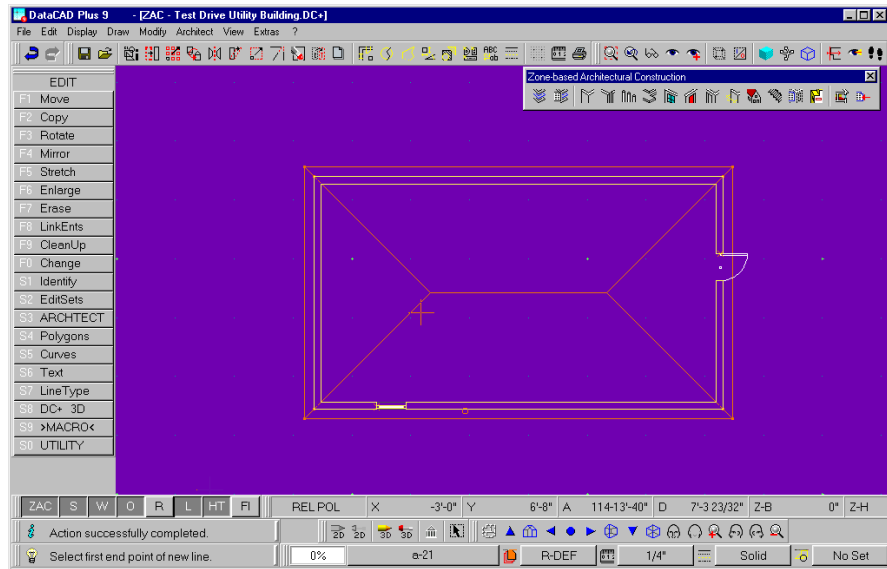 DataCAD Plus 9 - [ZAC - Test Drive Utility Building.DC+]
File Edit Display Draw Modify Architect View Extras ?
Zone-based Architectural Construction
EDIT
F1 Move
F2 Copy
F3 Rotate
F4 Mirror
F5 Stretch
F6 Enlarge
F7 Erase
F8 LinkEnts
F9 CleanUp
F0 Change
S1 Identify
S2 EditSets
S3 ARCHTECT
S4 Polygons
S5 Curves
S6 Text
S7 LineType
S8 DC+ 3D
S9 >MACRO<
S0 UTILITY
ZAC S W O R L HT FI REL POL X -3'-0" Y 6'-8" A 114-13'-40" D 7'-3 23/32" Z-B 0" Z-H
Action successfully completed. 2D 2D 3D 3D
Select first end point of new line. 0% a-21 R-DEF 1/4" Solid No Set